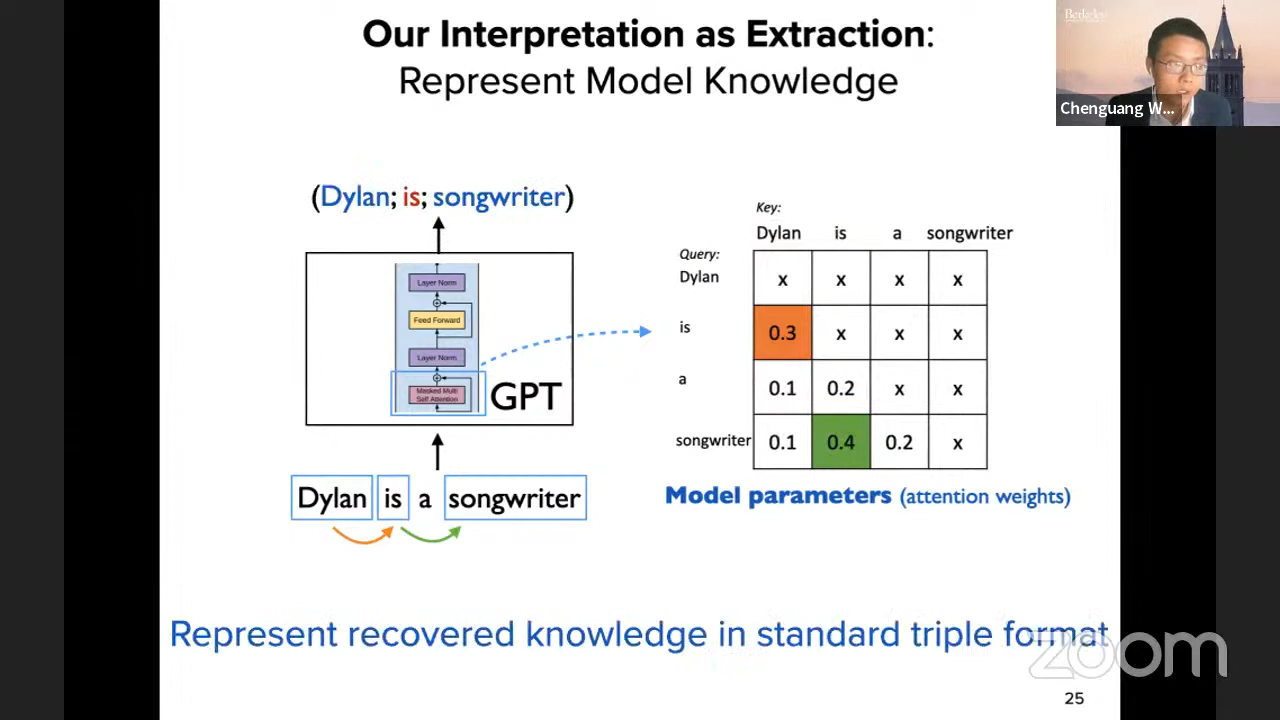 Our Interpretation as Extraction:
Represent Model Knowledge
Berkeley
Chenguang W...
(Dylan; is; songwriter)
Layer Norm
Feed Forward
Layer Norm
Masked Multi
Self Attention
GPT
Dylan is a songwriter
Key:
Dylan is a songwriter
Query:
Dylan x x x x
is 0.3 x x x
a 0.1 0.2 x x
songwriter 0.1 0.4 0.2 x
Model parameters (attention weights)
Represent recovered knowledge in standard triple format
zoom
25